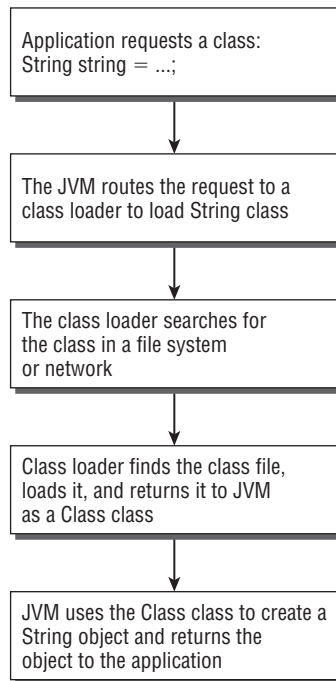 Application requests a class:
String string = ...;
The JVM routes the request to a
class loader to load String class
The class loader searches for
the class in a file system
or network
Class loader finds the class file,
loads it, and returns it to JVM
as a Class class
JVM uses the Class class to create a
String object and returns the
object to the application